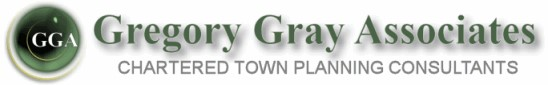 GGA
Gregory Gray Associates
CHARTERED TOWN PLANNING CONSULTANTS